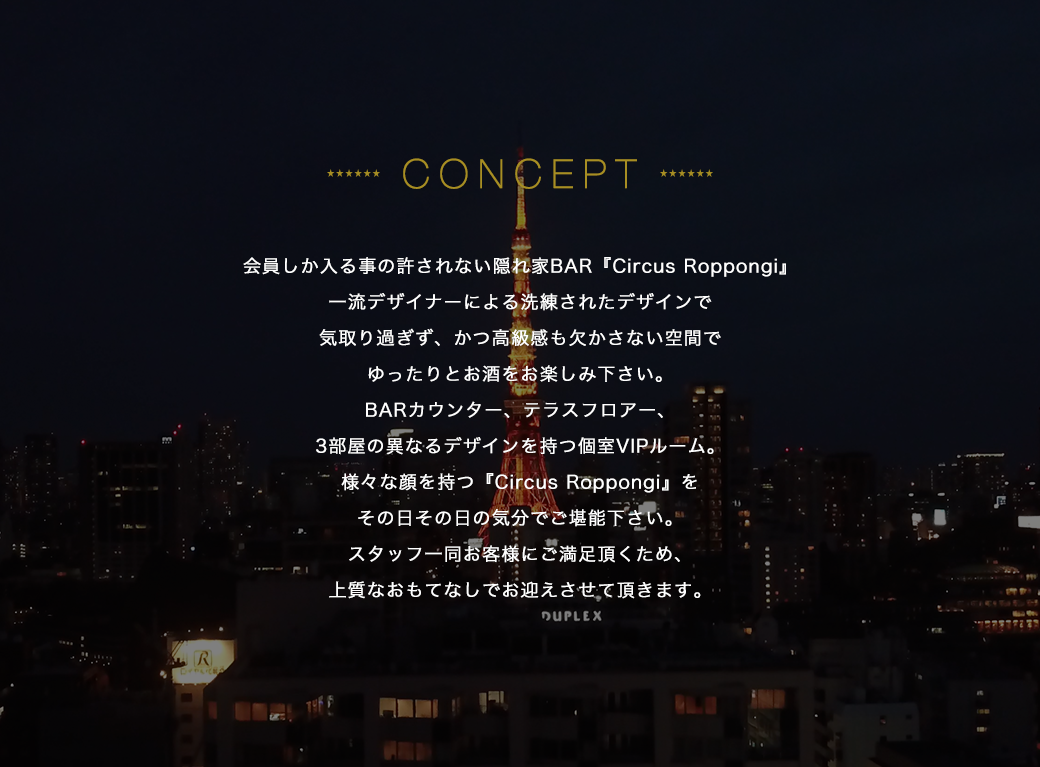 ****** CONCEPT ******
会員しか入る事の許されない隠れ家BAR『Circus Roppongi』
一流デザイナーによる洗練されたデザインで
気取り過ぎず、かつ高級感も欠かさない空間で
ゆったりとお酒をお楽しみ下さい。
BARカウンター、テラスフロアー、
3部屋の異なるデザインを持つ個室VIPルーム。
様々な顔を持つ『Circus Roppongi』を
その日その日の気分でご堪能下さい。
スタッフ一同お客様にご満足頂くため、
上質なおもてなしでお迎えさせて頂きます。
DUPLEX
R